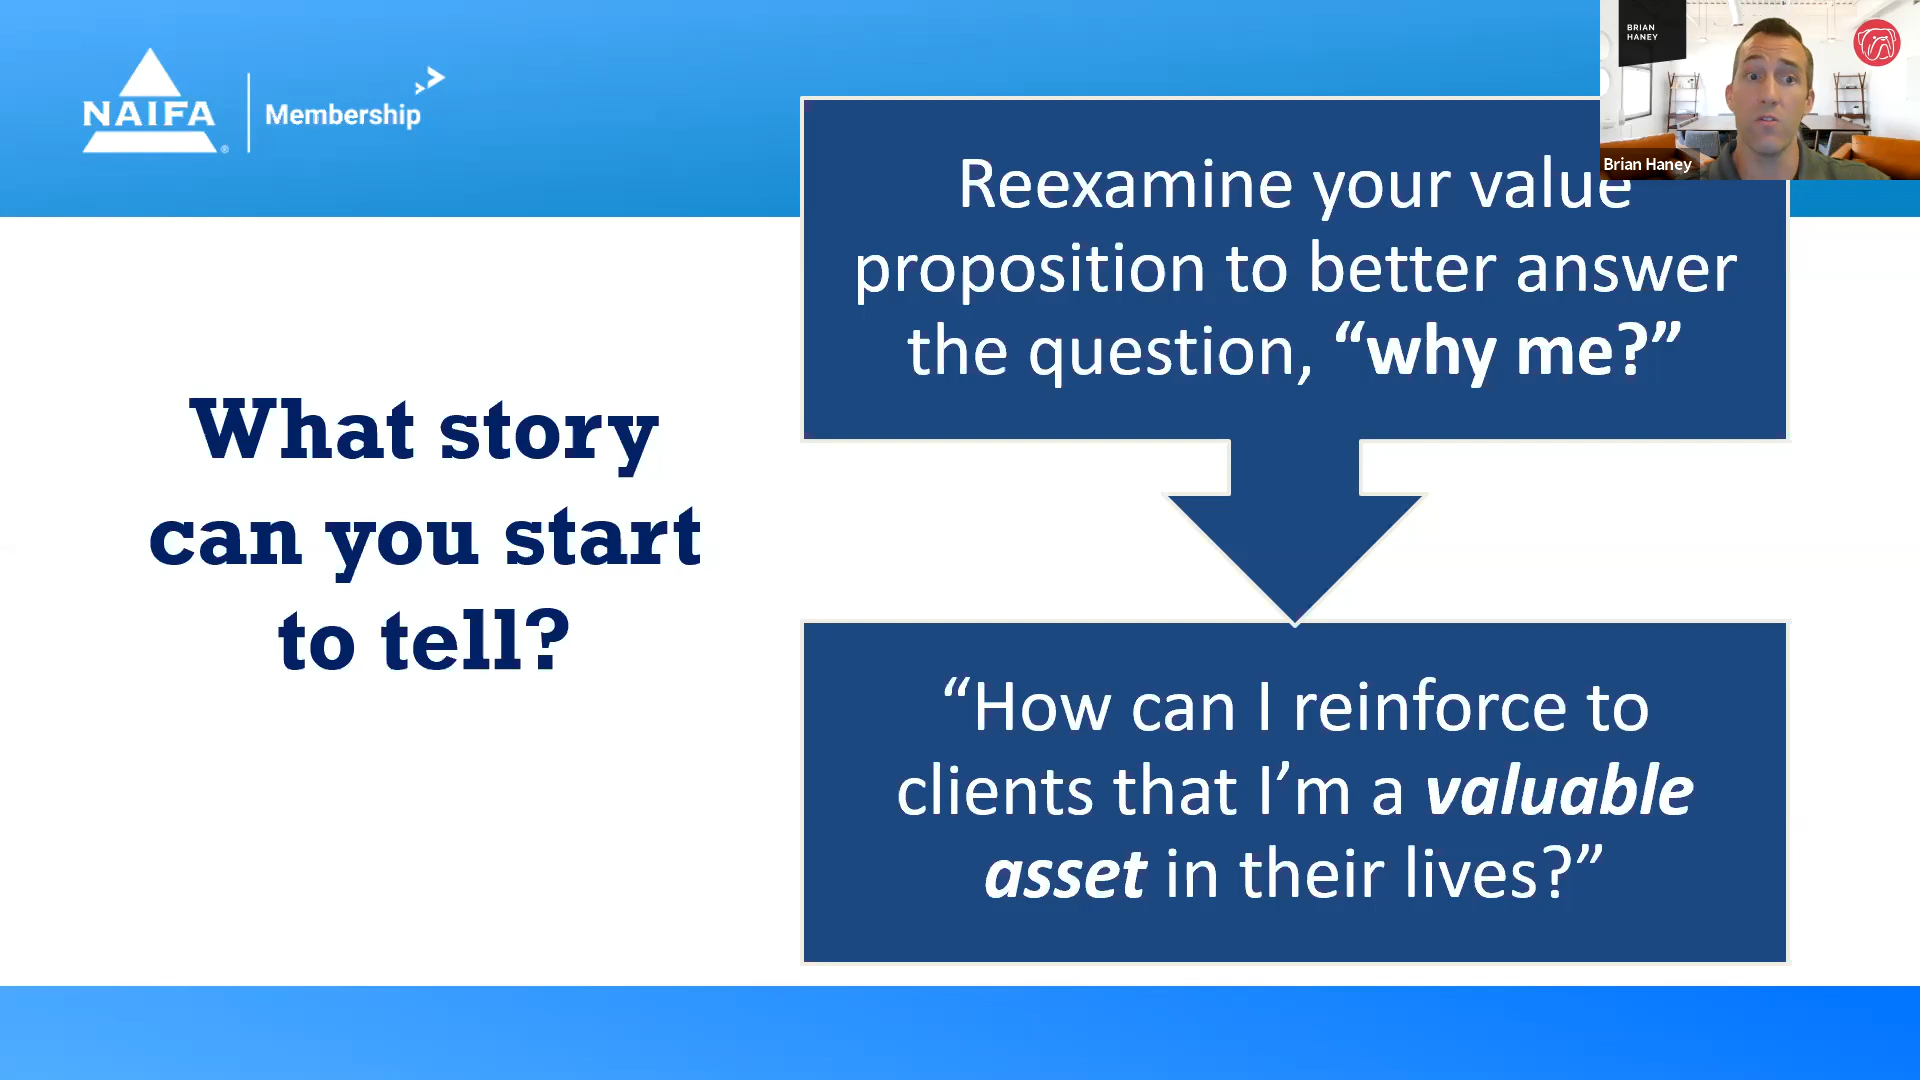 NAIFA®
Membership
BRIAN
HANEY
Brian Haney
What story
can you start
to tell?
Reexamine your value
proposition to better answer
the question, “why me?”
“How can I reinforce to
clients that I’m a valuable
asset in their lives?”